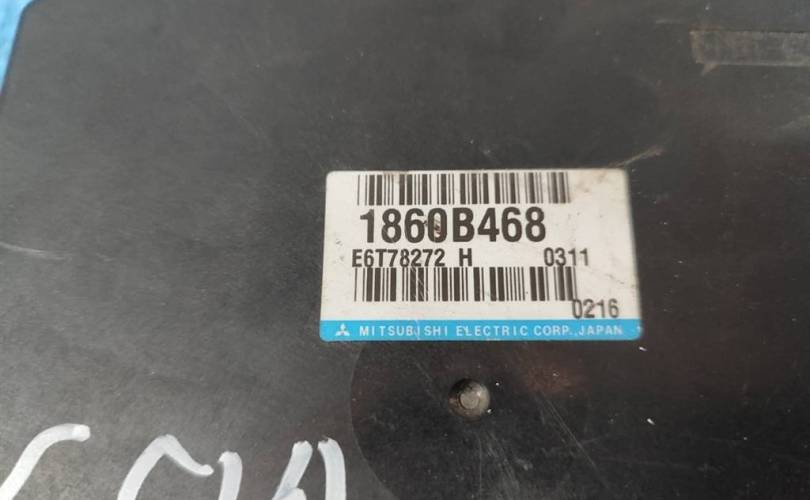 1860B468
E6T78272 H 0311
0216
MITSUBISHI ELECTRIC CORP., JAPAN